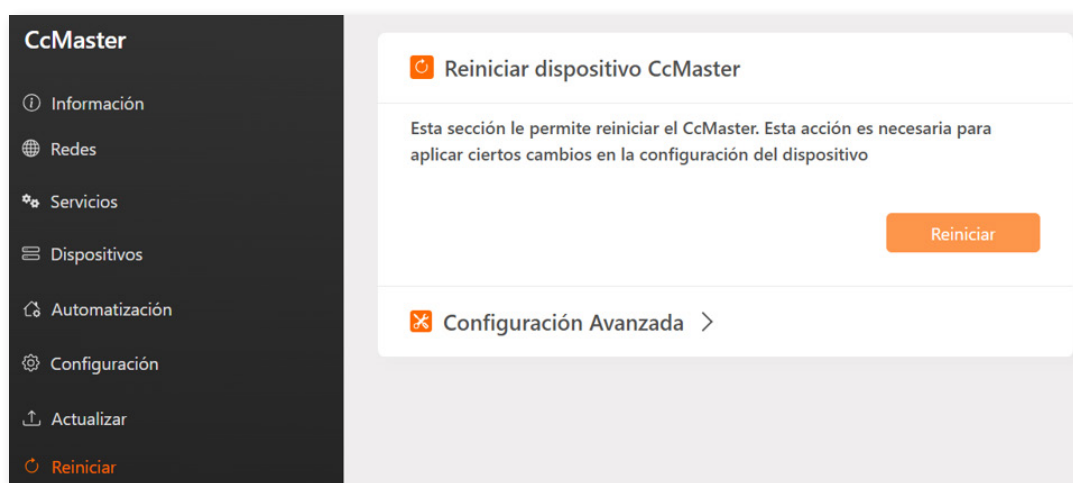 CcMaster
Información
Redes
Servicios
Dispositivos
Automatización
Configuración
Actualizar
Reiniciar
Reiniciar dispositivo CcMaster
Esta sección le permite reiniciar el CcMaster. Esta acción es necesaria para
aplicar ciertos cambios en la configuración del dispositivo
Reiniciar
Configuración Avanzada